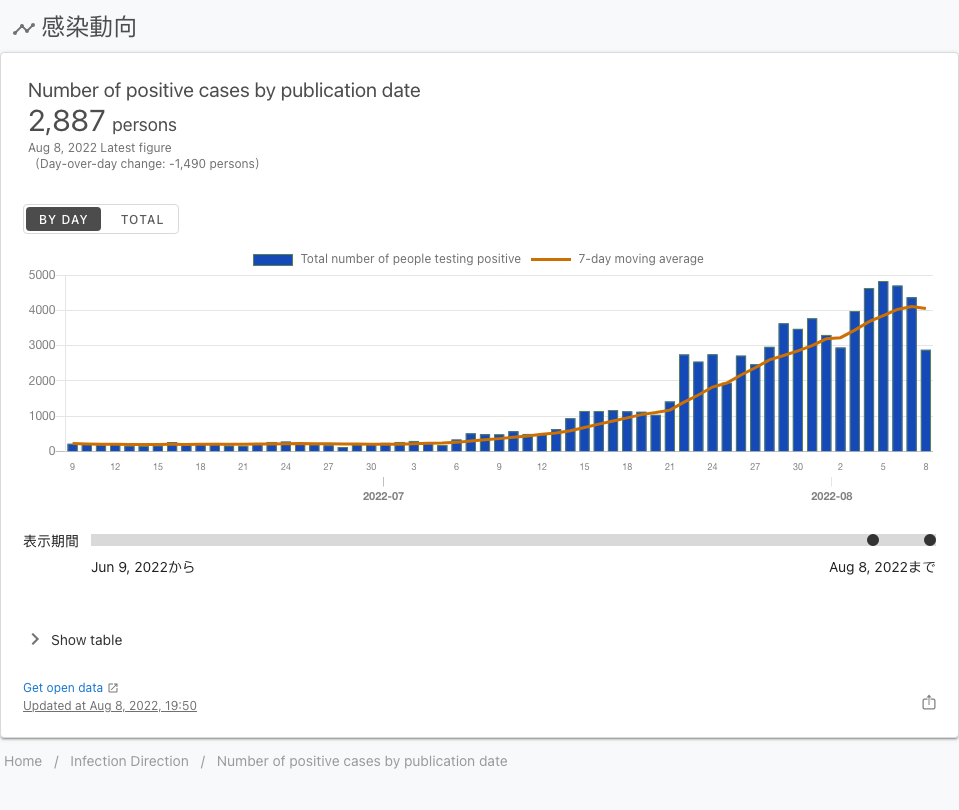 感染動向
Number of positive cases by publication date
2,887 persons
Aug 8, 2022 Latest figure
(Day-over-day change: -1,490 persons)
BY DAY TOTAL
Total number of people testing positive 7-day moving average
5000
4000
3000
2000
1000
0
9 12 15 18 21 24 27 30 3 6 9 12 15 18 21 24 27 30 2 5 8
2022-07 2022-08
表示期間
Jun 9, 2022から Aug 8, 2022まで
Show table
Get open data
Updated at Aug 8, 2022, 19:50
Home / Infection Direction / Number of positive cases by publication date